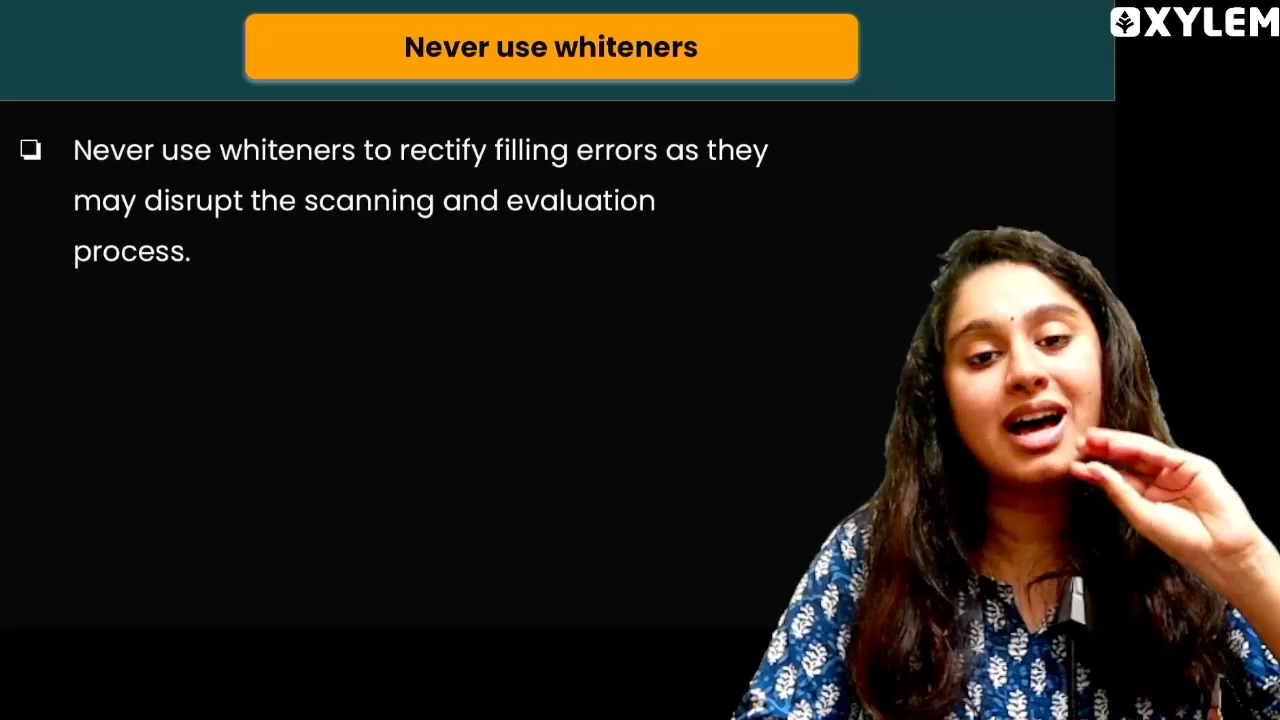 XYLEM
Never use whiteners
Never use whiteners to rectify filling errors as they
may disrupt the scanning and evaluation
process.